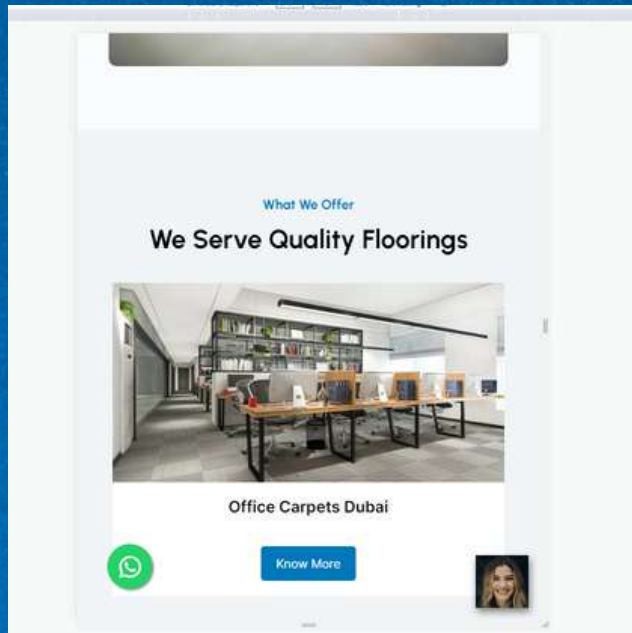 What We Offer
We Serve Quality Floorings
Office Carpets Dubai
Know More